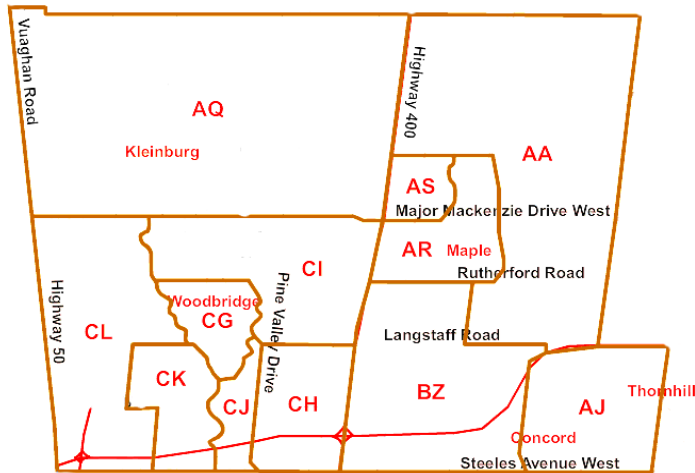 Vuaghan Road
Highway 400
AQ
Kleinburg
AA
AS
Major Mackenzie Drive West
AR
Maple
Rutherford Road
CI
Pine Valley Drive
Highway 50
Woodbridge
CG
CL
Langstaff Road
CK
CJ
CH
BZ
Thornhill
AJ
Concord
Steeles Avenue West